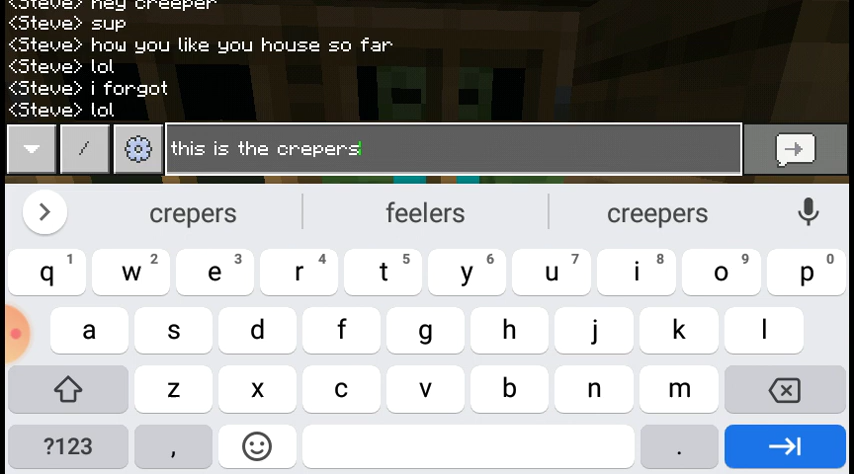 <Steve> hey creeper
<Steve> sup
<Steve> how you like you house so far
<Steve> lol
<Steve> i forgot
<Steve> lol
/ this is the crepers
crepers feelers creepers
q 1 w 2 e 3 r 4 t 5 y 6 u 7 i 8 o 9 p 0
a s d f g h j k l
z x c v b n m
?123 , .